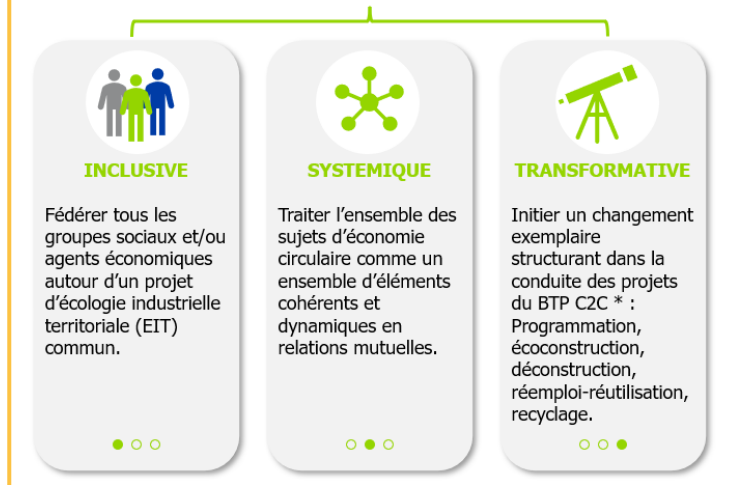 INCLUSIVE
Fédérer tous les
groupes sociaux et/ou
agents économiques
autour d’un projet
d’écologie industrielle
territoriale (EIT)
commun.
SYSTEMIQUE
Traiter l’ensemble des
sujets d’économie
circulaire comme un
ensemble d’éléments
cohérents et
dynamiques en
relations mutuelles.
TRANSFORMATIVE
Initier un changement
exemplaire
structurant dans la
conduite des projets
du BTP C2C * :
Programmation,
écoconstruction,
déconstruction,
réemploi-réutilisation,
recyclage.